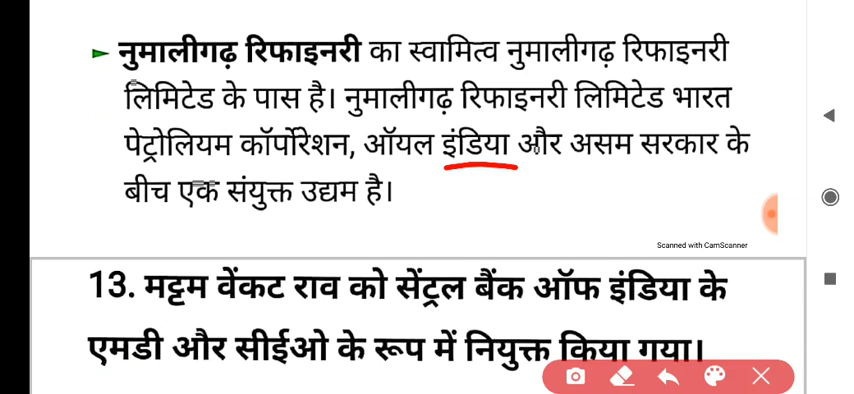 ► नुमालीगढ़ रिफाइनरी का स्वामित्व नुमालीगढ़ रिफाइनरी
लिमिटेड के पास है। नुमालीगढ़ रिफाइनरी लिमिटेड भारत
पेट्रोलियम कॉर्पोरेशन, ऑयल इंडिया और असम सरकार के
बीच एक संयुक्त उद्यम है।
Scanned with CamScanner
13. मट्टम वेंकट राव को सेंट्रल बैंक ऑफ इंडिया के
एमडी और सीईओ के रूप में नियुक्त किया गया।